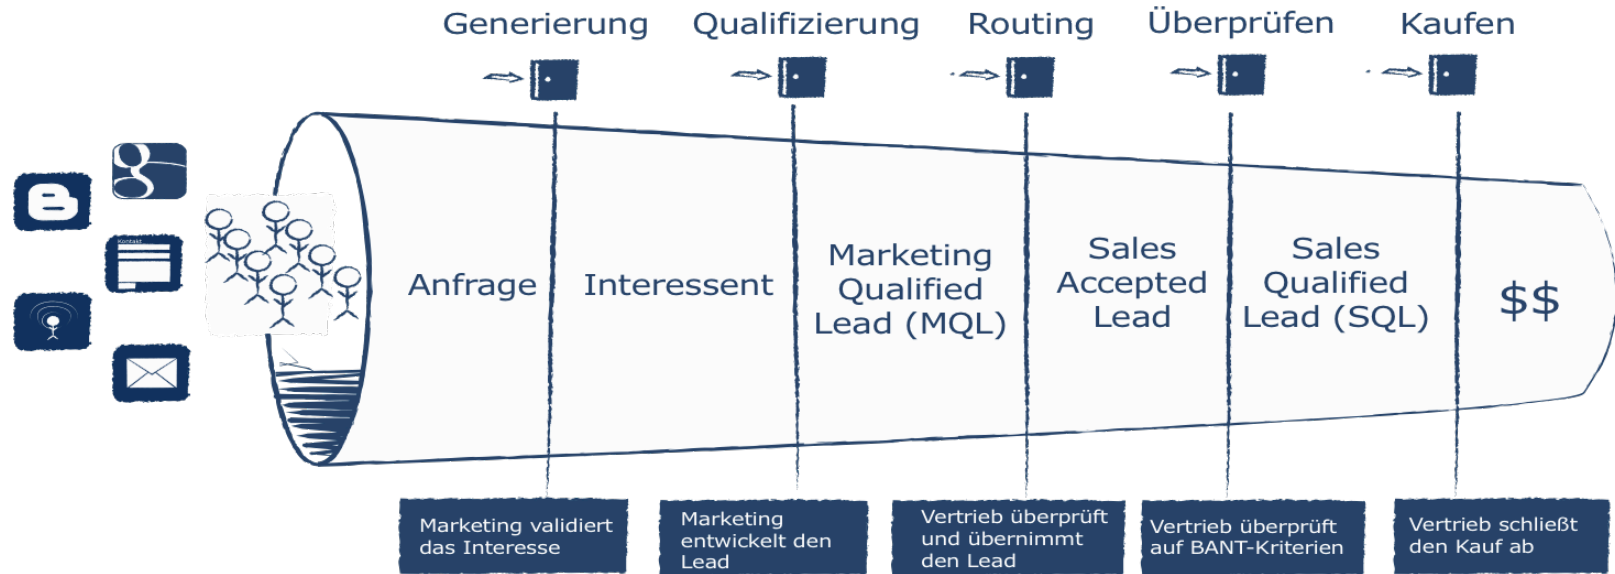 Generierung
Qualifizierung
Routing
Überprüfen
Kaufen
Kontakt
Anfrage
Interessent
Marketing
Qualified
Lead (MQL)
Sales
Accepted
Lead
Sales
Qualified
Lead (SQL)
$$
Marketing validiert
das Interesse
Marketing
entwickelt den
Lead
Vertrieb überprüft
und übernimmt
den Lead
Vertrieb überprüft
auf BANT-Kriterien
Vertrieb schließt
den Kauf ab